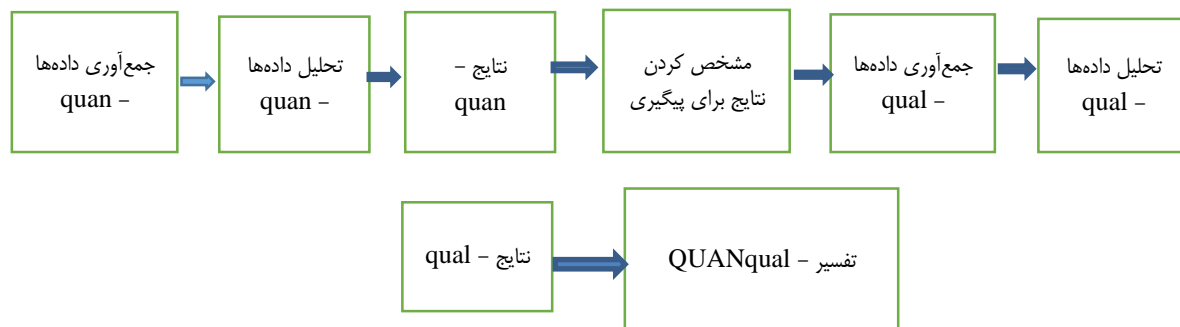 جمع‌آوری داده‌ها
quan –
تحلیل داده‌ها
quan –
نتایج –
quan
مشخص کردن
نتایج برای پیگیری
جمع‌آوری داده‌ها
qual –
تحلیل داده‌ها
qual –
نتایج – qual
تفسیر – QUANqual